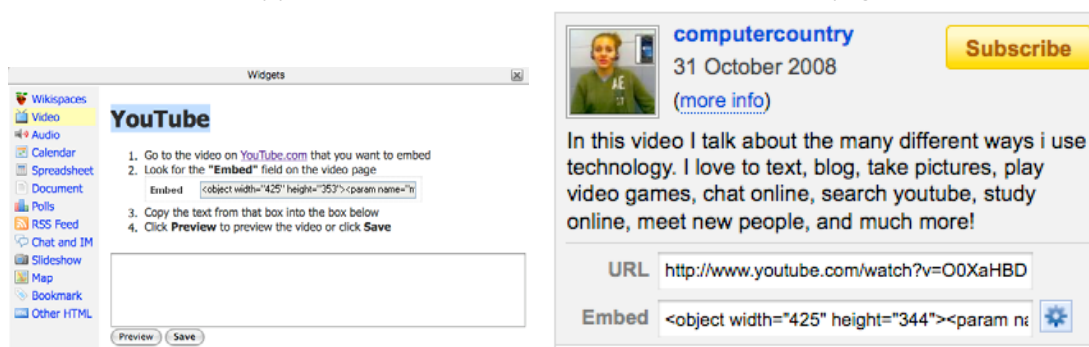 Widgets
Wikispaces
Video
Audio
Calendar
Spreadsheet
Document
Polls
RSS Feed
Chat and IM
Slideshow
Map
Bookmark
Other HTML
YouTube
1. Go to the video on YouTube.com that you want to embed
2. Look for the "Embed" field on the video page
Embed <object width="425" height="353"><param name="m
3. Copy the text from that box into the box below
4. Click Preview to preview the video or click Save
Preview Save
computercountry
31 October 2008
(more info)
Subscribe
In this video I talk about the many different ways i use
technology. I love to text, blog, take pictures, play
video games, chat online, search youtube, study
online, meet new people, and much more!
URL http://www.youtube.com/watch?v=O0XaHBD
Embed <object width="425" height="344"><param na